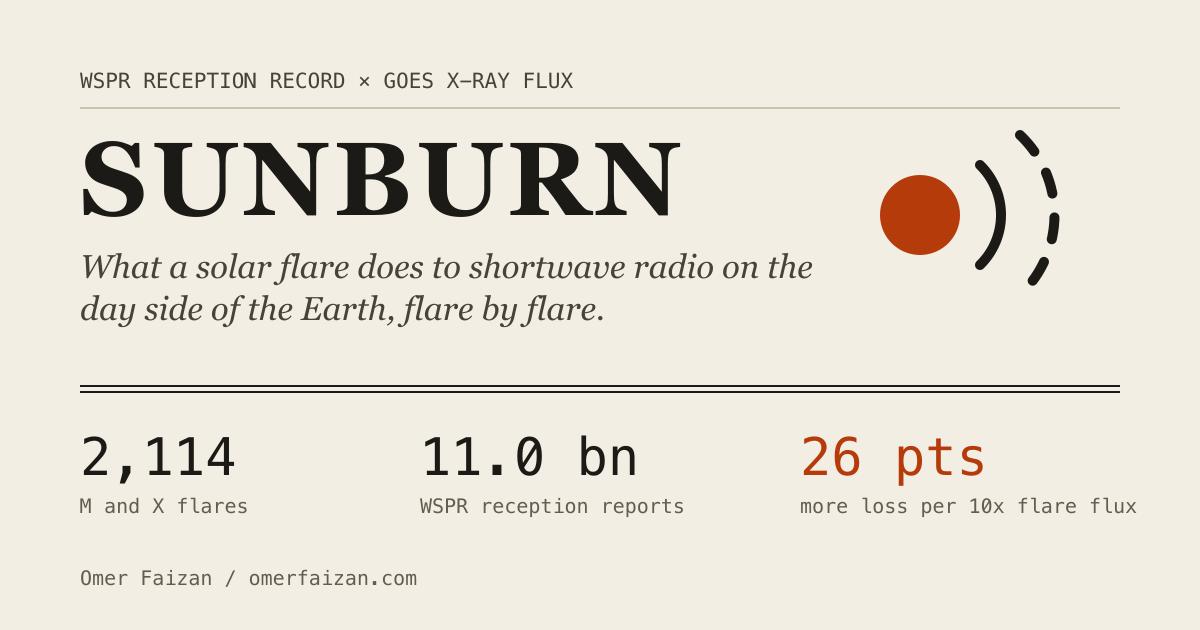 WSPR RECEPTION RECORD × GOES X−RAY FLUX
SUNBURN
What a solar flare does to shortwave radio on the
day side of the Earth, flare by flare.
2,114
M and X flares
11.0 bn
WSPR reception reports
26 pts
more loss per 10x flare flux
Omer Faizan / omerfaizan.com